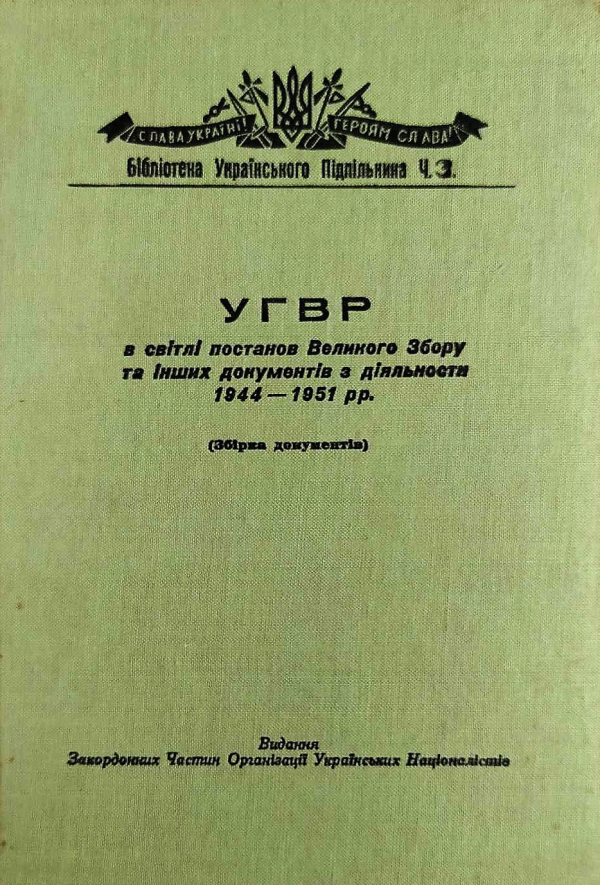 СЛАВА УКРАЇНІ! ГЕРОЯМ СЛАВА!
Бібліотека Українського Підпільника Ч. 3.
УГВР
в світлі постанов Великого Збору
та інших документів з діяльности
1944 — 1951 рр.
(Збірка документів)
Видання
Закордонних Частин Організації Українських Націоналістів